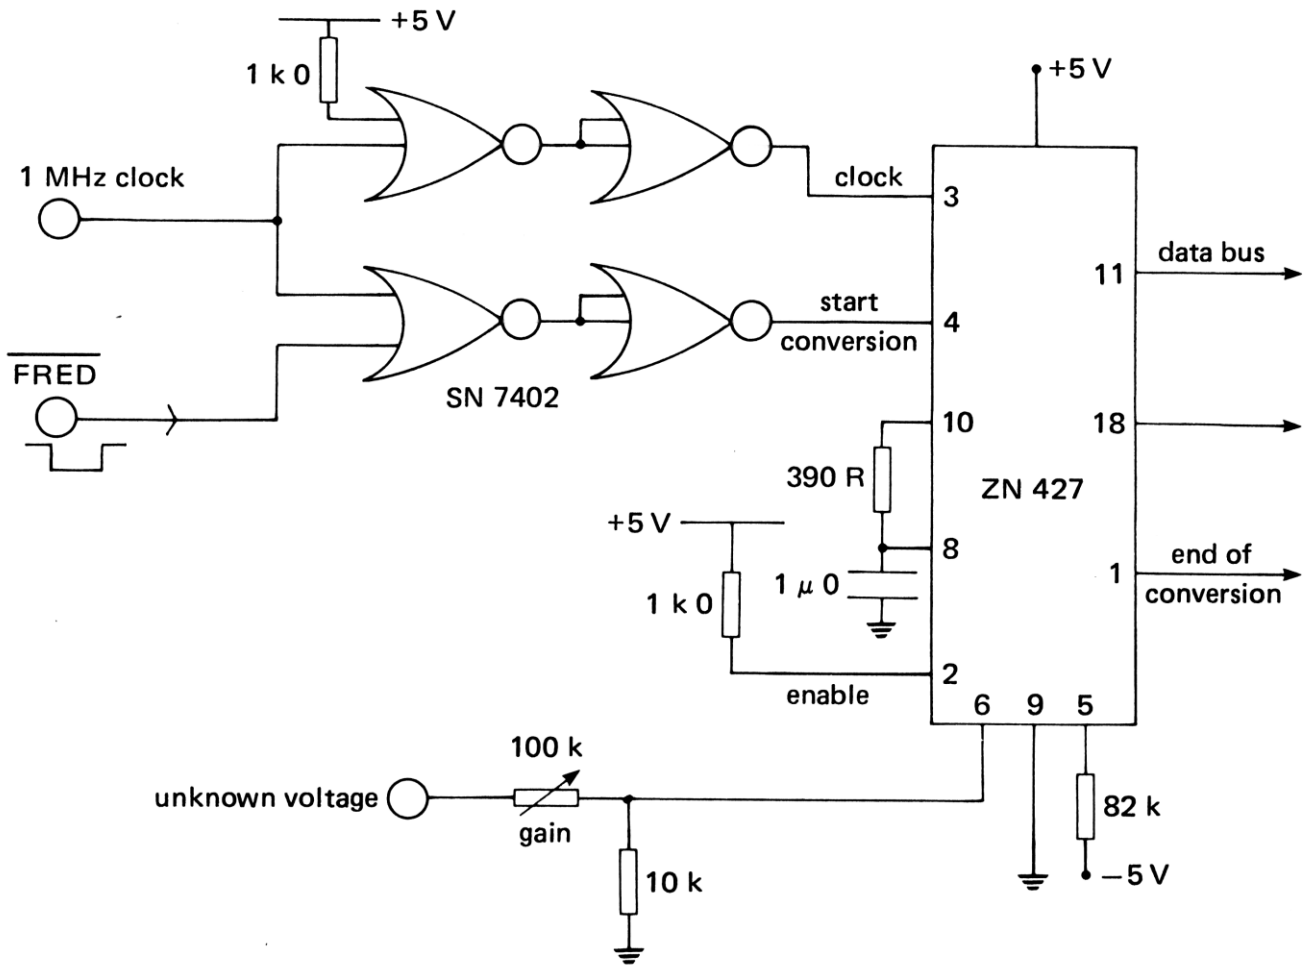 +5 V
1 k 0
+5 V
1 MHz clock
clock
3
11
data bus
start
conversion
4
FRED
SN 7402
10
18
390 R
ZN 427
+5 V
8
1 μ 0
1
end of
conversion
1 k 0
enable
2
6
9
5
100 k
unknown voltage
gain
82 k
10 k
−5 V